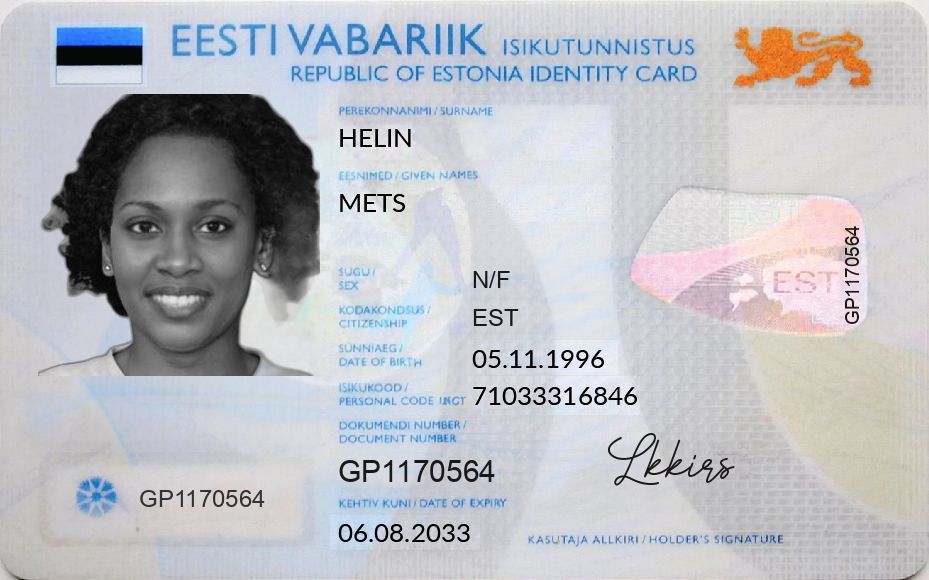 EESTI VABARIIK ISIKUTUNNISTUS
REPUBLIC OF ESTONIA IDENTITY CARD
PEREKONNANIMI / SURNAME
HELIN
EESNIMED / GIVEN NAMES
METS
SUGU /
SEX
N/F
KODAKONDSUS /
CITIZENSHIP
EST
SÜNNIAEG /
DATE OF BIRTH
05.11.1996
ISIKUKOOD /
PERSONAL CODE
71033316846
DOKUMENDI NUMBER /
DOCUMENT NUMBER
GP1170564
KEHTIV KUNI / DATE OF EXPIRY
06.08.2033
GP1170564
EST
GP1170564
Lkkirs
KASUTAJA ALLKIRI / HOLDER'S SIGNATURE